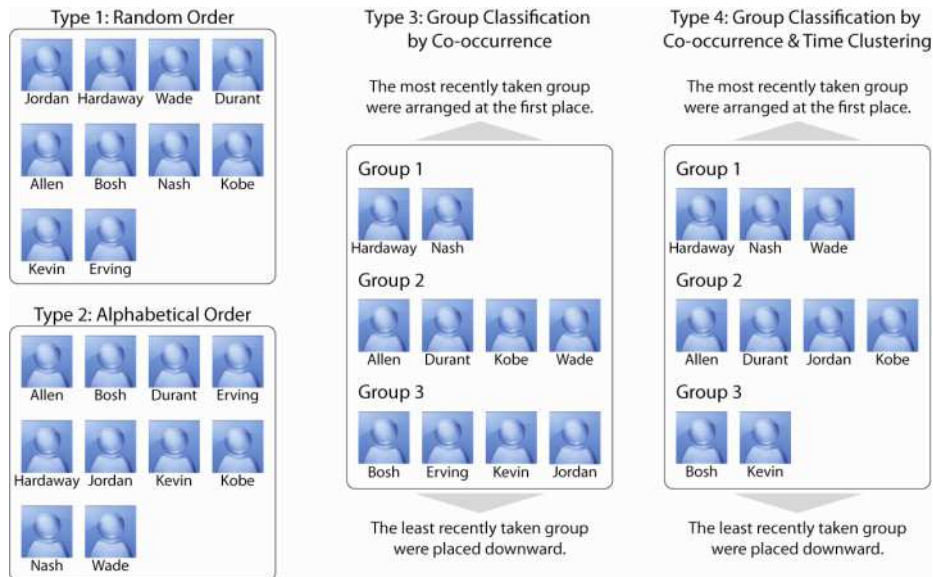 Type 1: Random Order
Jordan Hardaway Wade Durant
Allen Bosh Nash Kobe
Kevin Erving
Type 2: Alphabetical Order
Allen Bosh Durant Erving
Hardaway Jordan Kevin Kobe
Nash Wade
Type 3: Group Classification
by Co-occurrence
The most recently taken group
were arranged at the first place.
Group 1
Hardaway Nash
Group 2
Allen Durant Kobe Wade
Group 3
Bosh Erving Kevin Jordan
The least recently taken group
were placed downward.
Type 4: Group Classification by
Co-occurrence & Time Clustering
The most recently taken group
were arranged at the first place.
Group 1
Hardaway Nash Wade
Group 2
Allen Durant Jordan Kobe
Group 3
Bosh Kevin
The least recently taken group
were placed downward.